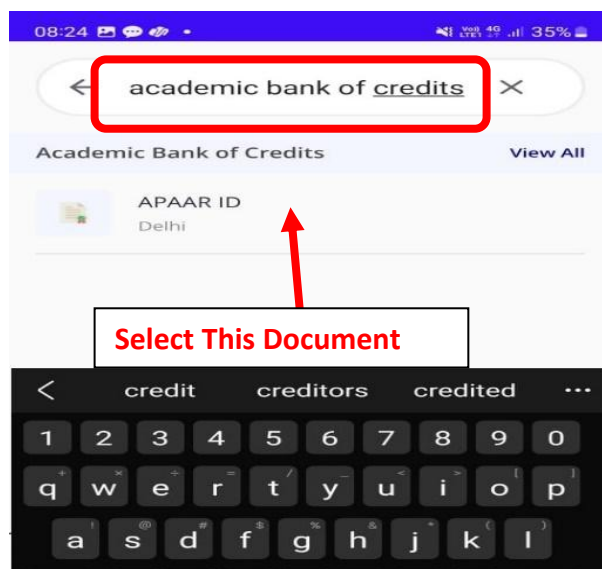 08:24 35%
academic bank of credits
Academic Bank of Credits View All
APAAR ID
Delhi
Select This Document
credit creditors credited ...
1 2 3 4 5 6 7 8 9 0
+ × ÷ = / _ < > [ ]
q w e r t y u i o p
! @ # $ % & * ( )
a s d f g h j k l